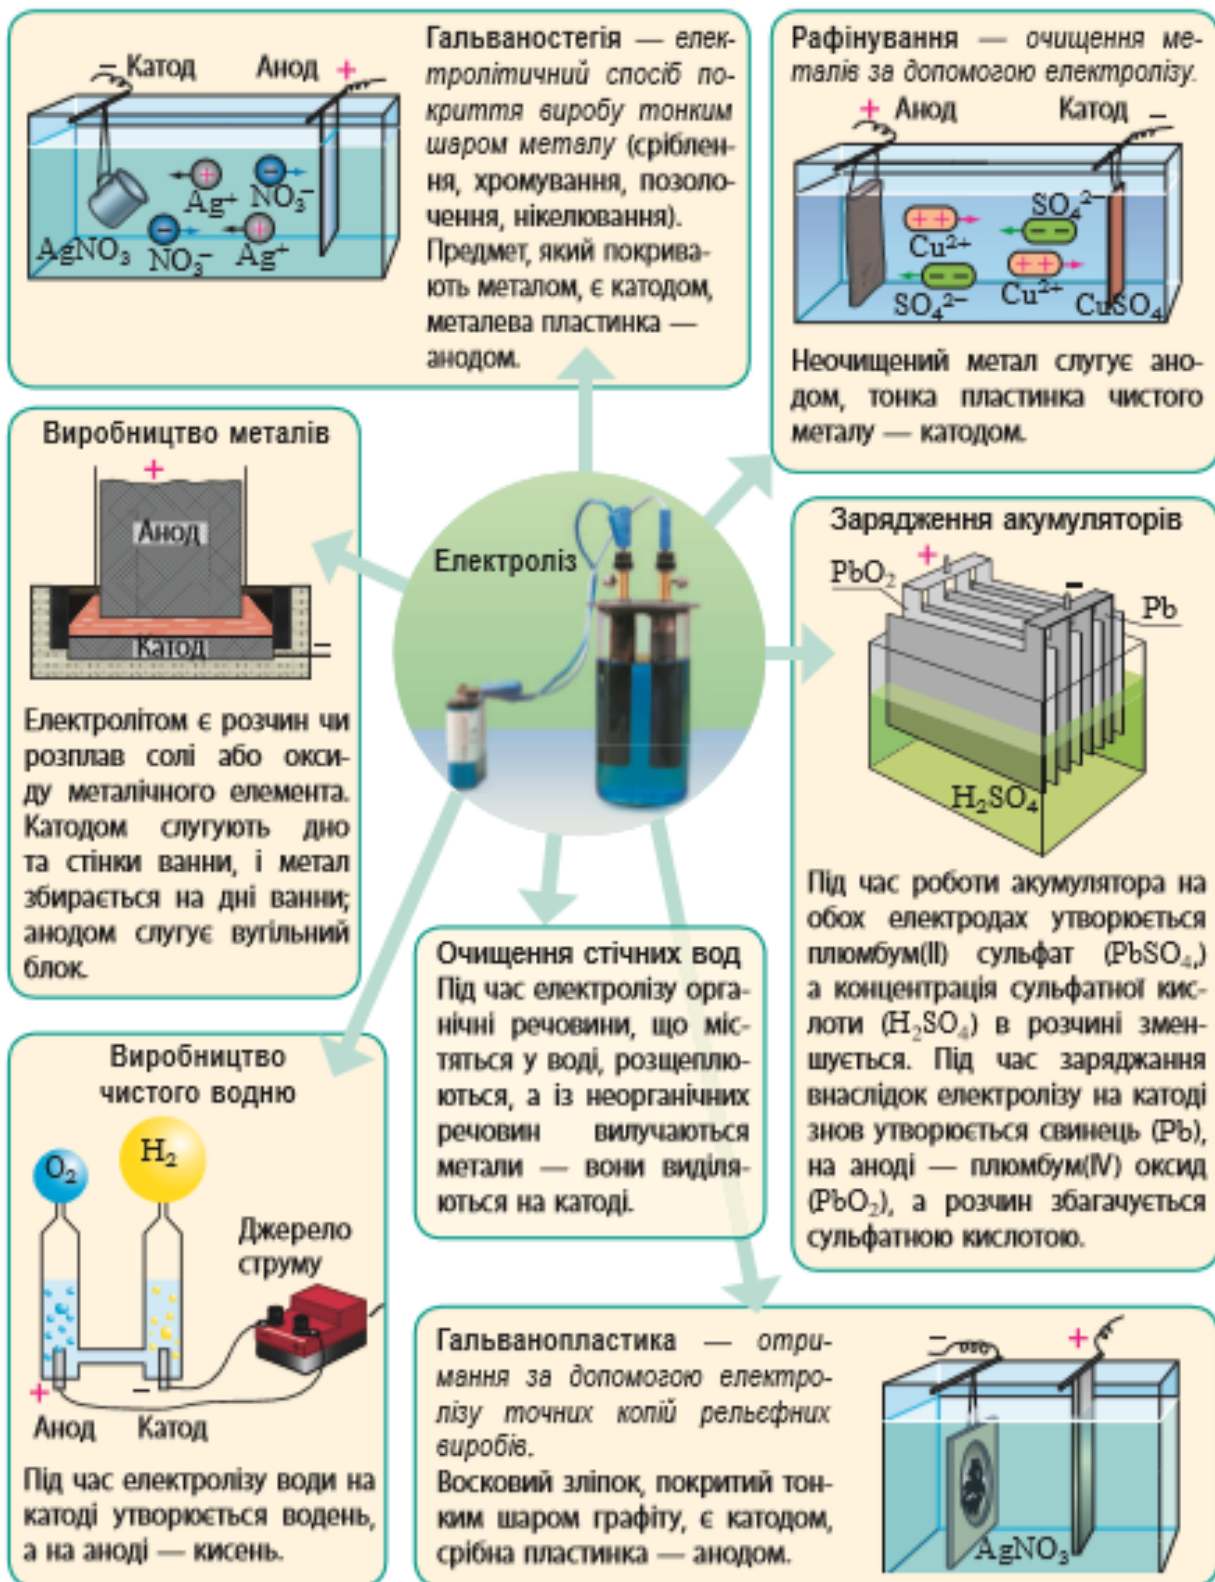 Гальваностегія — елек-
тролітичний спосіб по-
криття виробу тонким
шаром металу (сріблен-
ня, хромування, позоло-
чення, нікелювання).
Предмет, який покрива-
ють металом, є катодом,
металева пластинка —
анодом.
– Катод Анод +
Ag⁺ NO₃⁻
AgNO₃ NO₃⁻ Ag⁺
Рафінування — очищення ме-
талів за допомогою електролізу.
+ Анод Катод –
Cu²⁺ SO₄²⁻
SO₄²⁻ Cu²⁺ CuSO₄
Неочищений метал слугує ано-
дом, тонка пластинка чистого
металу — катодом.
Виробництво металів
+
Анод
Катод –
Електролітом є розчин чи
розплав солі або окси-
ду металічного елемента.
Катодом слугують дно
та стінки ванни, і метал
збирається на дні ванни;
анодом слугує вугільний
блок.
Електроліз
Зарядження акумуляторів
+
PbO₂ –
Pb
H₂SO₄
Під час роботи акумулятора на
обох електродах утворюється
плюмбум(ІІ) сульфат (PbSO₄,)
а концентрація сульфатної кис-
лоти (H₂SO₄) в розчині змен-
шується. Під час заряджання
внаслідок електролізу на катоді
знов утворюється свинець (Pb),
на аноді — плюмбум(IV) оксид
(PbO₂), а розчин збагачується
сульфатною кислотою.
Очищення стічних вод
Під час електролізу орга-
нічні речовини, що міс-
тяться у воді, розщеплю-
ються, а із неорганічних
речовин вилучаються
метали — вони виділя-
ються на катоді.
Виробництво
чистого водню
O₂ H₂
Джерело
струму
+ –
Анод Катод
Під час електролізу води на
катоді утворюється водень,
а на аноді — кисень.
Гальванопластика — отри-
мання за допомогою електро-
лізу точних копій рельєфних
виробів.
Восковий зліпок, покритий тон-
ким шаром графіту, є катодом,
срібна пластинка — анодом.
– +
AgNO₃